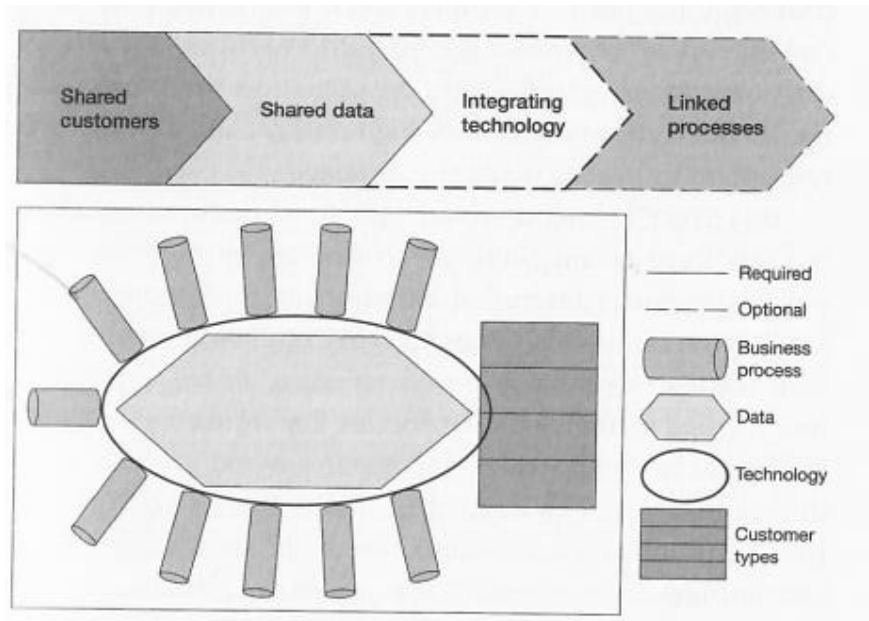 Shared
customers
Shared data
Integrating
technology
Linked
processes
Required
Optional
Business
process
Data
Technology
Customer
types